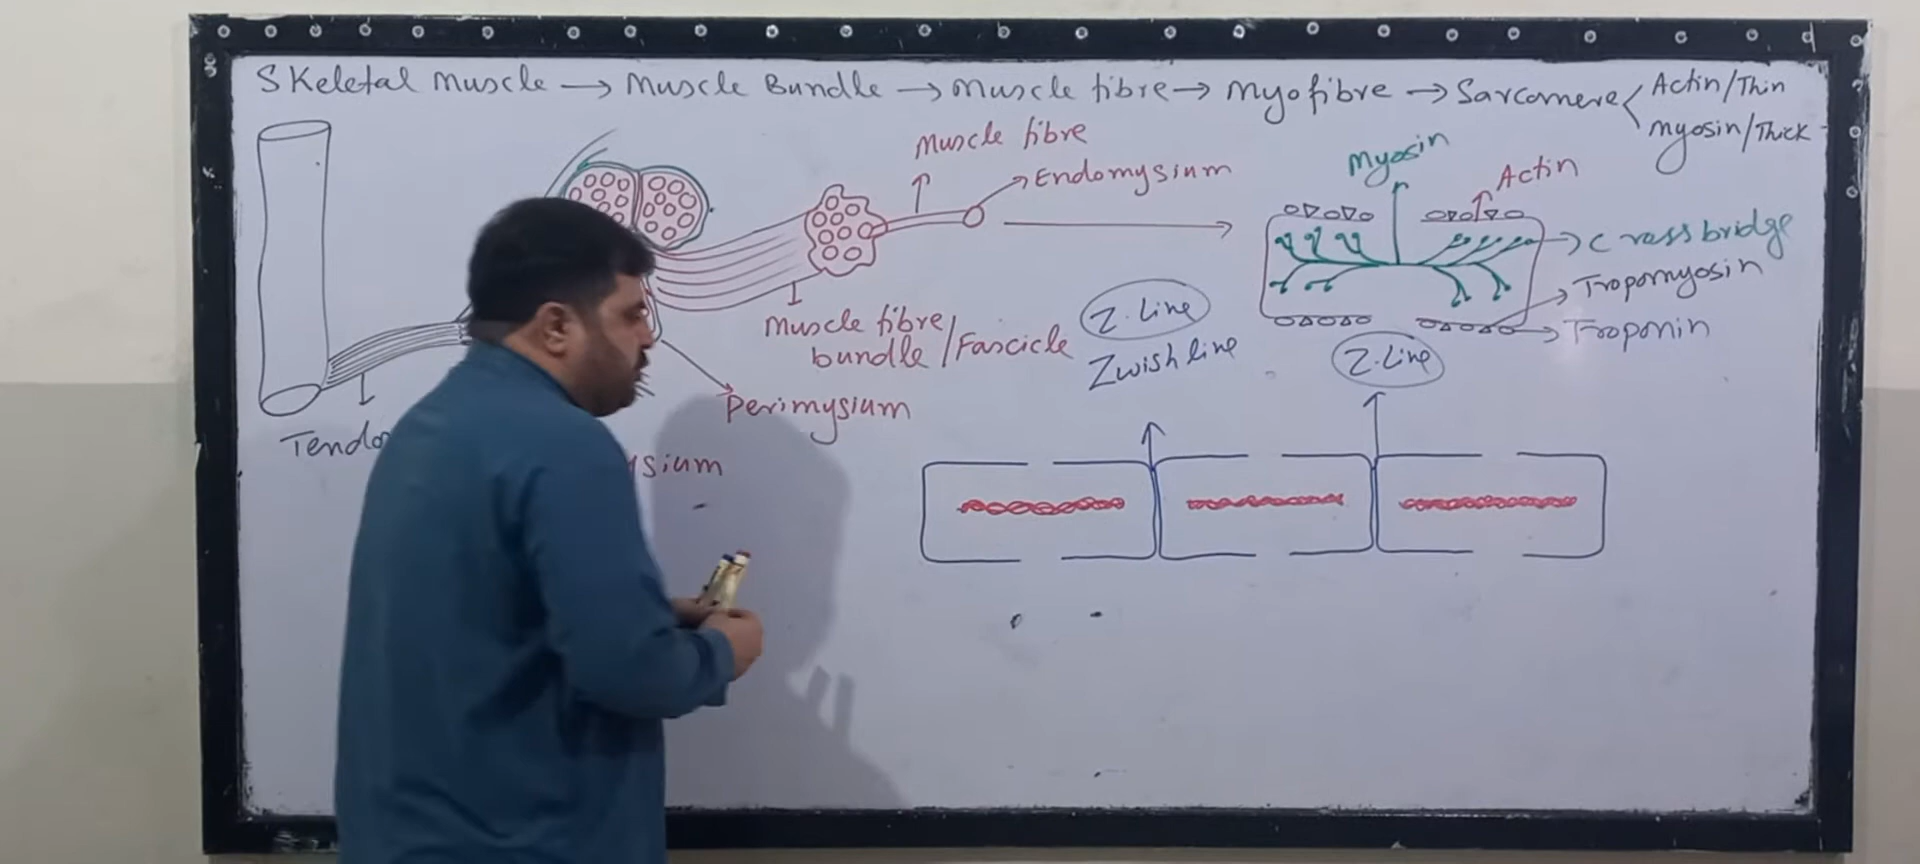 Skeletal Muscle → Muscle Bundle → Muscle fibre → Myofibre → Sarcomere < Actin/Thin
Myosin/Thick
Muscle fibre
Endomysium
Myosin
Actin
Cross bridge
Tropomyosin
Troponin
Muscle fibre
bundle/Fascicle
Z.Line
Zwish line
Z.Line
Perimysium
Tendo
ysium